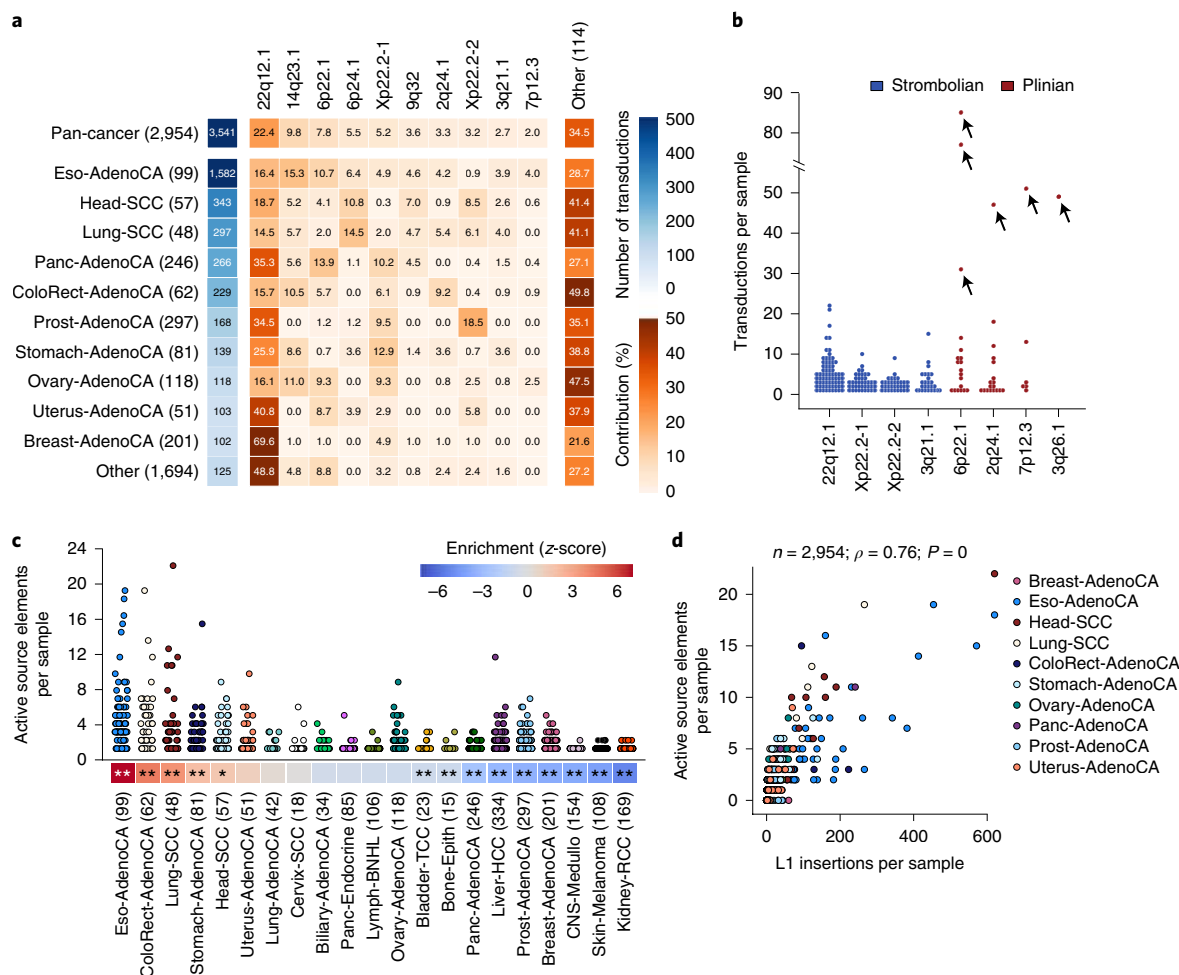 a
22q12.1 14q23.1 6p22.1 6p24.1 Xp22.2-1 9q32 2q24.1 Xp22.2-2 3q21.1 7p12.3 Other (114)
Pan-cancer (2,954) 3,541 22.4 9.8 7.8 5.5 5.2 3.6 3.3 3.2 2.7 2.0 34.5
Eso-AdenoCA (99) 1,582 16.4 15.3 10.7 6.4 4.9 4.6 4.2 0.9 3.9 4.0 28.7
Head-SCC (57) 343 18.7 5.2 4.1 10.8 0.3 7.0 0.9 8.5 2.6 0.6 41.4
Lung-SCC (48) 297 14.5 5.7 2.0 14.5 2.0 4.7 5.4 6.1 4.0 0.0 41.1
Panc-AdenoCA (246) 266 35.3 5.6 13.9 1.1 10.2 4.5 0.0 0.4 1.5 0.4 27.1
ColoRect-AdenoCA (62) 229 15.7 10.5 5.7 0.0 6.1 0.9 9.2 0.4 0.9 0.9 49.8
Prost-AdenoCA (297) 168 34.5 0.0 1.2 1.2 9.5 0.0 0.0 18.5 0.0 0.0 35.1
Stomach-AdenoCA (81) 139 25.9 8.6 0.7 3.6 12.9 1.4 3.6 0.7 3.6 0.0 38.8
Ovary-AdenoCA (118) 118 16.1 11.0 9.3 0.0 9.3 0.0 0.8 2.5 0.8 2.5 47.5
Uterus-AdenoCA (51) 103 40.8 0.0 8.7 3.9 2.9 0.0 0.0 5.8 0.0 0.0 37.9
Breast-AdenoCA (201) 102 69.6 1.0 1.0 0.0 4.9 1.0 1.0 1.0 0.0 0.0 21.6
Other (1,694) 125 48.8 4.8 8.8 0.0 3.2 0.8 2.4 2.4 1.6 0.0 27.2
Number of transductions
500
400
300
200
100
0
Contribution (%)
50
40
30
20
10
0
b
Strombolian Plinian
Transductions per sample
90
80
50
40
30
20
10
0
22q12.1 Xp22.2-1 Xp22.2-2 3q21.1 6p22.1 2q24.1 7p12.3 3q26.1
c
Enrichment (z-score)
−6 −3 0 3 6
Active source elements
per sample
24
20
16
12
8
4
0
** ** ** ** * ** ** ** ** ** ** ** ** **
Eso-AdenoCA (99)
ColoRect-AdenoCA (62)
Lung-SCC (48)
Stomach-AdenoCA (81)
Head-SCC (57)
Uterus-AdenoCA (51)
Lung-AdenoCA (42)
Cervix-SCC (18)
Biliary-AdenoCA (34)
Panc-Endocrine (85)
Lymph-BNHL (106)
Ovary-AdenoCA (118)
Bladder-TCC (23)
Bone-Epith (15)
Panc-AdenoCA (246)
Liver-HCC (334)
Prost-AdenoCA (297)
Breast-AdenoCA (201)
CNS-Medullo (154)
Skin-Melanoma (108)
Kidney-RCC (169)
d
n = 2,954; ρ = 0.76; P = 0
Active source elements
per sample
20
15
10
5
0
0 200 400 600
L1 insertions per sample
Breast-AdenoCA
Eso-AdenoCA
Head-SCC
Lung-SCC
ColoRect-AdenoCA
Stomach-AdenoCA
Ovary-AdenoCA
Panc-AdenoCA
Prost-AdenoCA
Uterus-AdenoCA